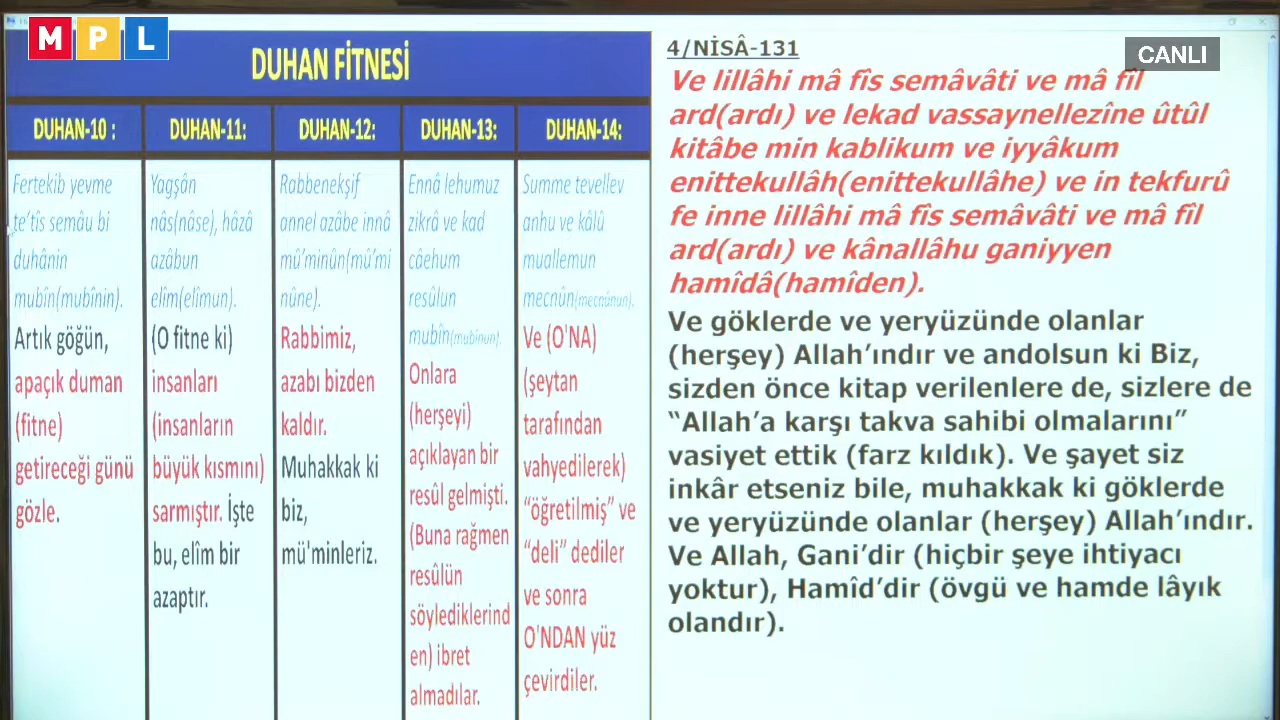 M P L
CANLI
DUHAN FİTNESİ
DUHAN-10 :
Fertekib yevme
te'tîs semâu bi
duhânin
mubîn(mubînin).
Artık göğün,
apaçık duman
(fitne)
getireceği günü
gözle.
DUHAN-11:
Yagşân
nâs(nâse), hâzâ
azâbun
elîm(elîmun).
(O fitne ki)
insanları
(insanların
büyük kısmını)
sarmıştır. İşte
bu, elîm bir
azaptır.
DUHAN-12:
Rabbenekşif
annel azâbe innâ
mû'minûn(mû'mi
nûne).
Rabbimiz,
azabı bizden
kaldır.
Muhakkak ki
biz,
mü'minleriz.
DUHAN-13:
Ennâ lehumuz
zikrâ ve kad
câehum
resûlun
mubîn(mubînun).
Onlara
(herşeyi)
açıklayan bir
resûl gelmişti.
(Buna rağmen
resûlün
söylediklerind
en) ibret
almadılar.
DUHAN-14:
Summe tevellev
anhu ve kâlû
muallemun
mecnûn(mecnûnun).
Ve (O'NA)
(şeytan
tarafından
vahyedilerek)
“öğretilmiş” ve
“deli” dediler
ve sonra
O'NDAN yüz
çevirdiler.
4/NİSÂ-131
Ve lillâhi mâ fîs semâvâti ve mâ fîl
ard(ardı) ve lekad vassaynellezîne ûtûl
kitâbe min kablikum ve iyyâkum
enittekullâh(enittekullâhe) ve in tekfurû
fe inne lillâhi mâ fîs semâvâti ve mâ fîl
ard(ardı) ve kânallâhu ganiyyen
hamîdâ(hamîden).
Ve göklerde ve yeryüzünde olanlar
(herşey) Allah’ındır ve andolsun ki Biz,
sizden önce kitap verilenlere de, sizlere de
“Allah’a karşı takva sahibi olmalarını”
vasiyet ettik (farz kıldık). Ve şayet siz
inkâr etseniz bile, muhakkak ki göklerde
ve yeryüzünde olanlar (herşey) Allah’ındır.
Ve Allah, Gani’dir (hiçbir şeye ihtiyacı
yoktur), Hamîd’dir (övgü ve hamde lâyık
olandır).